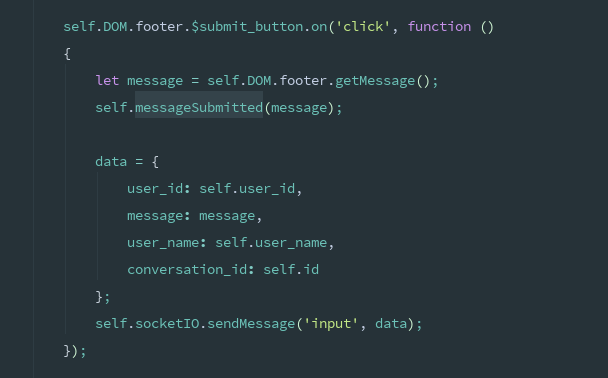 self.DOM.footer.$submit_button.on('click', function ()
{
let message = self.DOM.footer.getMessage();
self.messageSubmitted(message);
data = {
user_id: self.user_id,
message: message,
user_name: self.user_name,
conversation_id: self.id
};
self.socketIO.sendMessage('input', data);
});